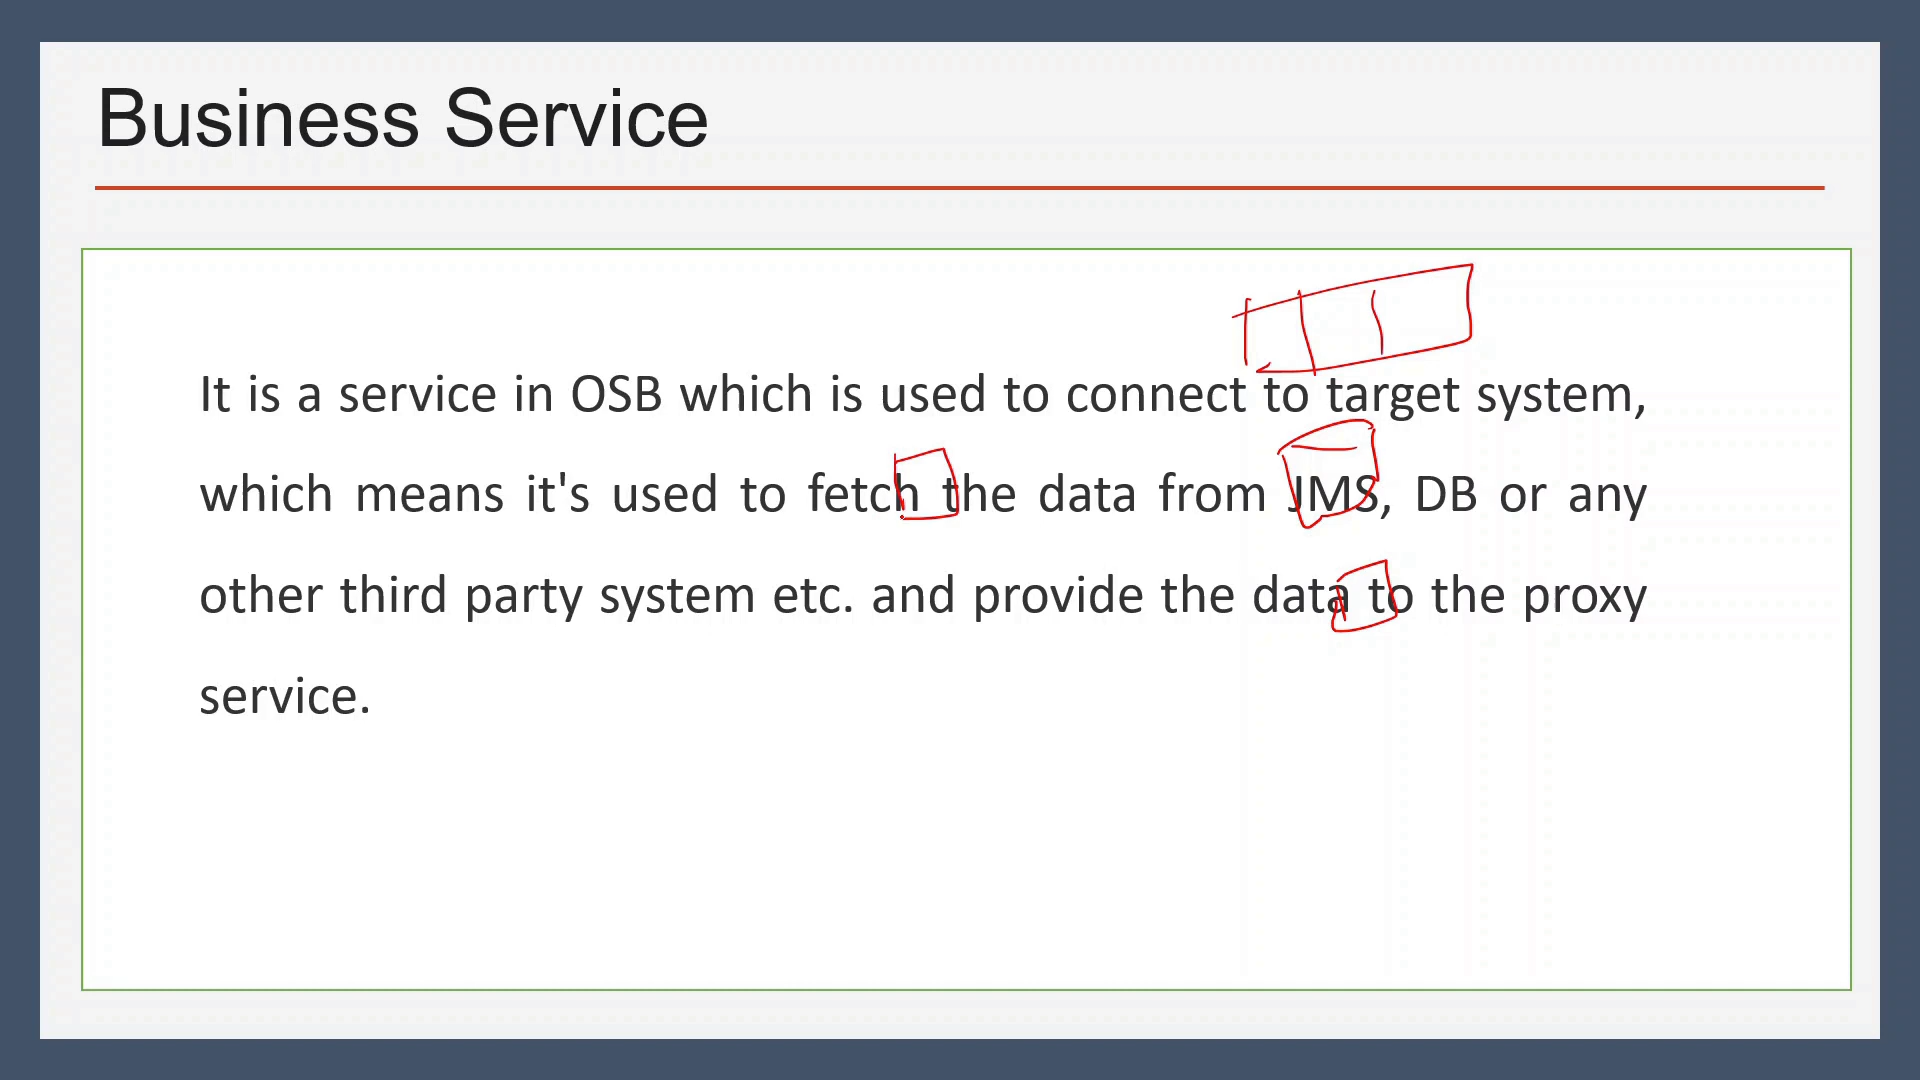 Business Service
It is a service in OSB which is used to connect to target system,
which means it's used to fetch the data from JMS, DB or any
other third party system etc. and provide the data to the proxy
service.